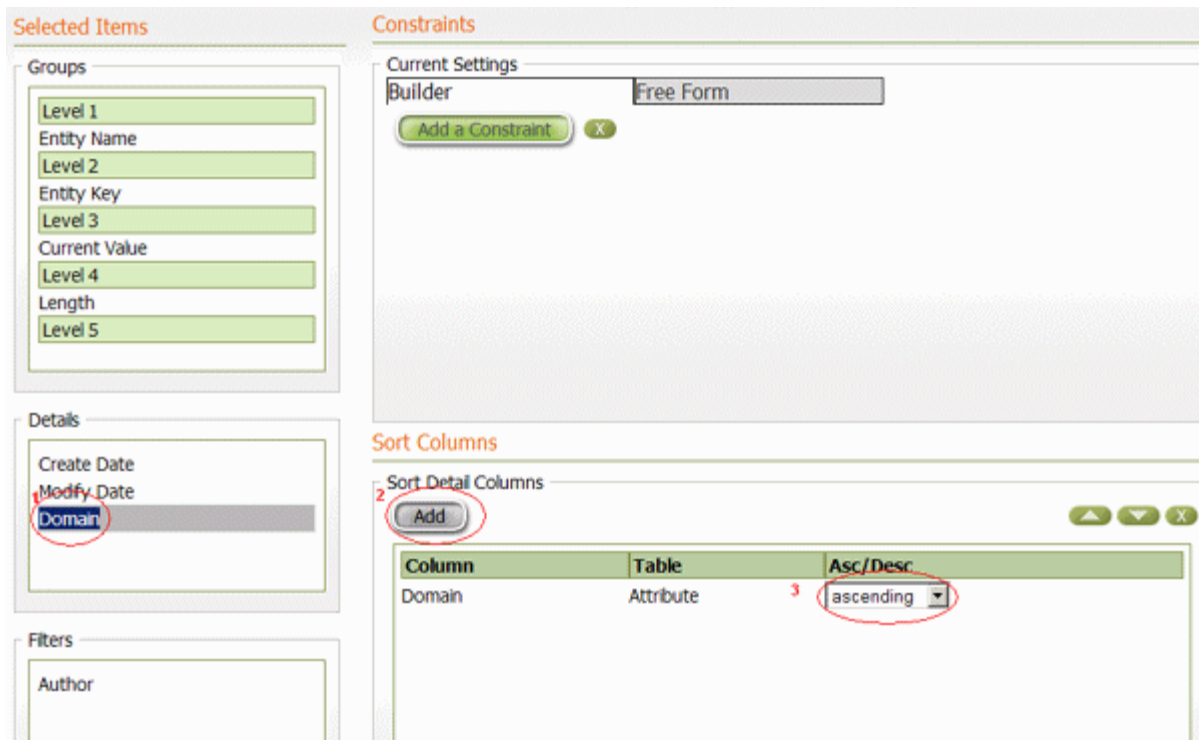 Selected Items
Groups
Level 1
Entity Name
Level 2
Entity Key
Level 3
Current Value
Level 4
Length
Level 5
Details
Create Date
Modify Date
1
Domain
Filters
Author
Constraints
Current Settings
Builder Free Form
Add a Constraint X
Sort Columns
Sort Detail Columns
2
Add X
Column Table Asc/Desc
Domain Attribute 3 ascending